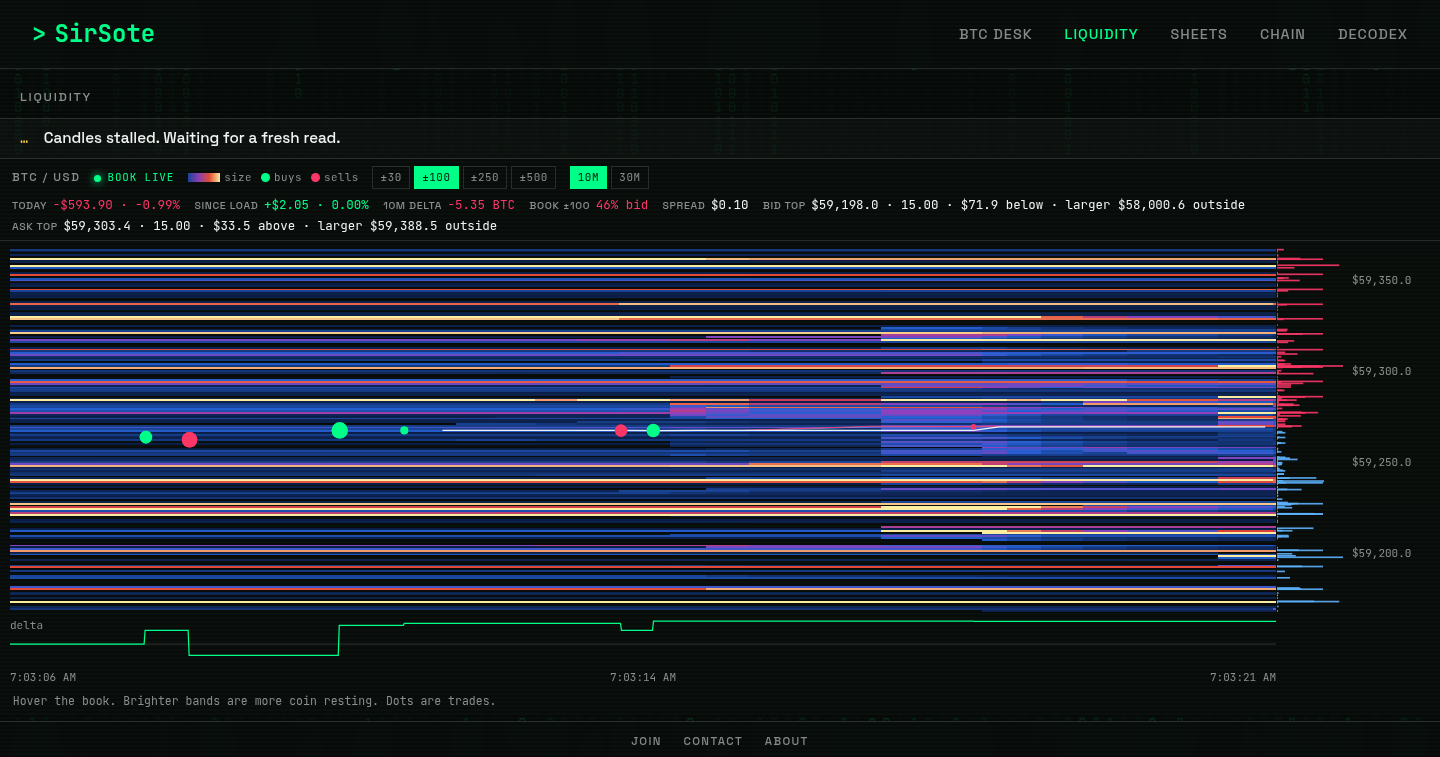 > SirSote
BTC DESK LIQUIDITY SHEETS CHAIN DECODEX
LIQUIDITY
… Candles stalled. Waiting for a fresh read.
BTC / USD BOOK LIVE size buys sells ±30 ±100 ±250 ±500 10M 30M
TODAY -$593.90 · -0.99% SINCE LOAD +$2.05 · 0.00% 10M DELTA -5.35 BTC BOOK ±100 46% bid SPREAD $0.10 BID TOP $59,198.0 · 15.00 · $71.9 below · larger $58,000.6 outside
ASK TOP $59,303.4 · 15.00 · $33.5 above · larger $59,388.5 outside
$59,350.0
$59,300.0
$59,250.0
$59,200.0
delta
7:03:06 AM 7:03:14 AM 7:03:21 AM
Hover the book. Brighter bands are more coin resting. Dots are trades.
JOIN CONTACT ABOUT